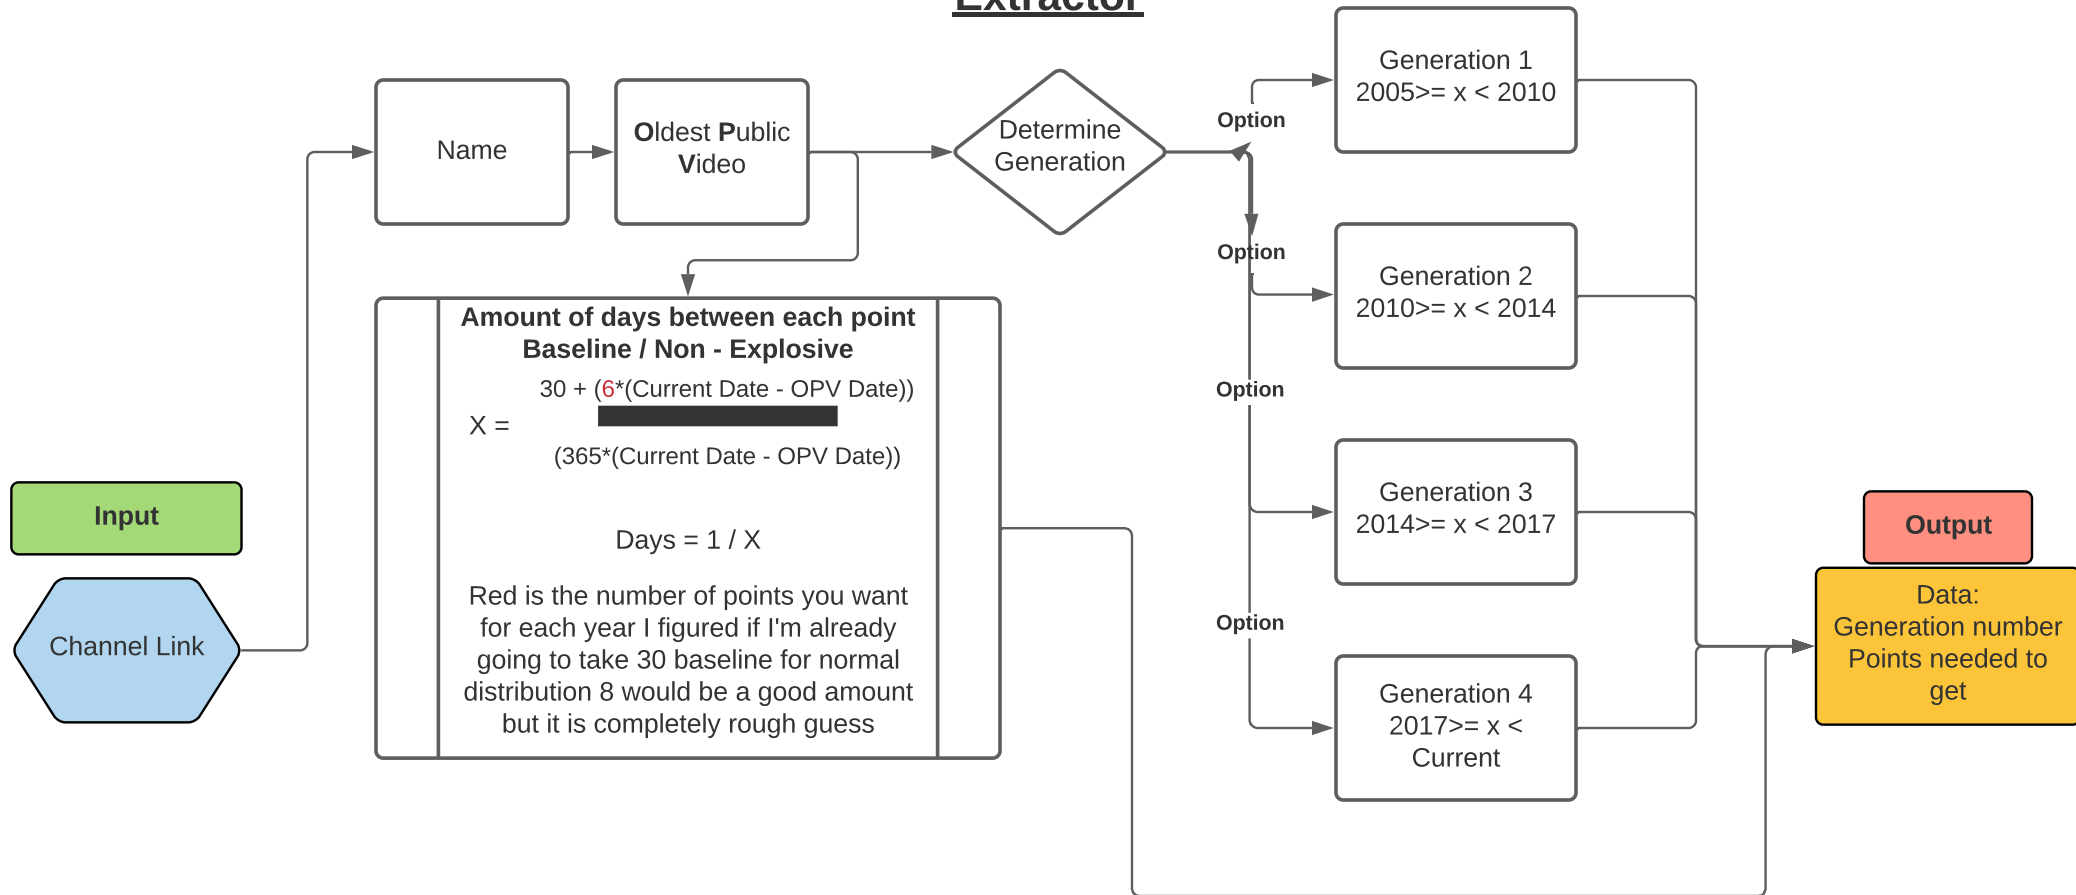 Extractor
Name
Oldest Public
Video
Determine
Generation
Option
Option
Option
Option
Generation 1
2005>= x < 2010
Generation 2
2010>= x < 2014
Generation 3
2014>= x < 2017
Generation 4
2017>= x <
Current
Amount of days between each point
Baseline / Non - Explosive
30 + (6*(Current Date - OPV Date))
X =
(365*(Current Date - OPV Date))
Days = 1 / X
Red is the number of points you want
for each year I figured if I'm already
going to take 30 baseline for normal
distribution 8 would be a good amount
but it is completely rough guess
Input
Channel Link
Output
Data:
Generation number
Points needed to
get